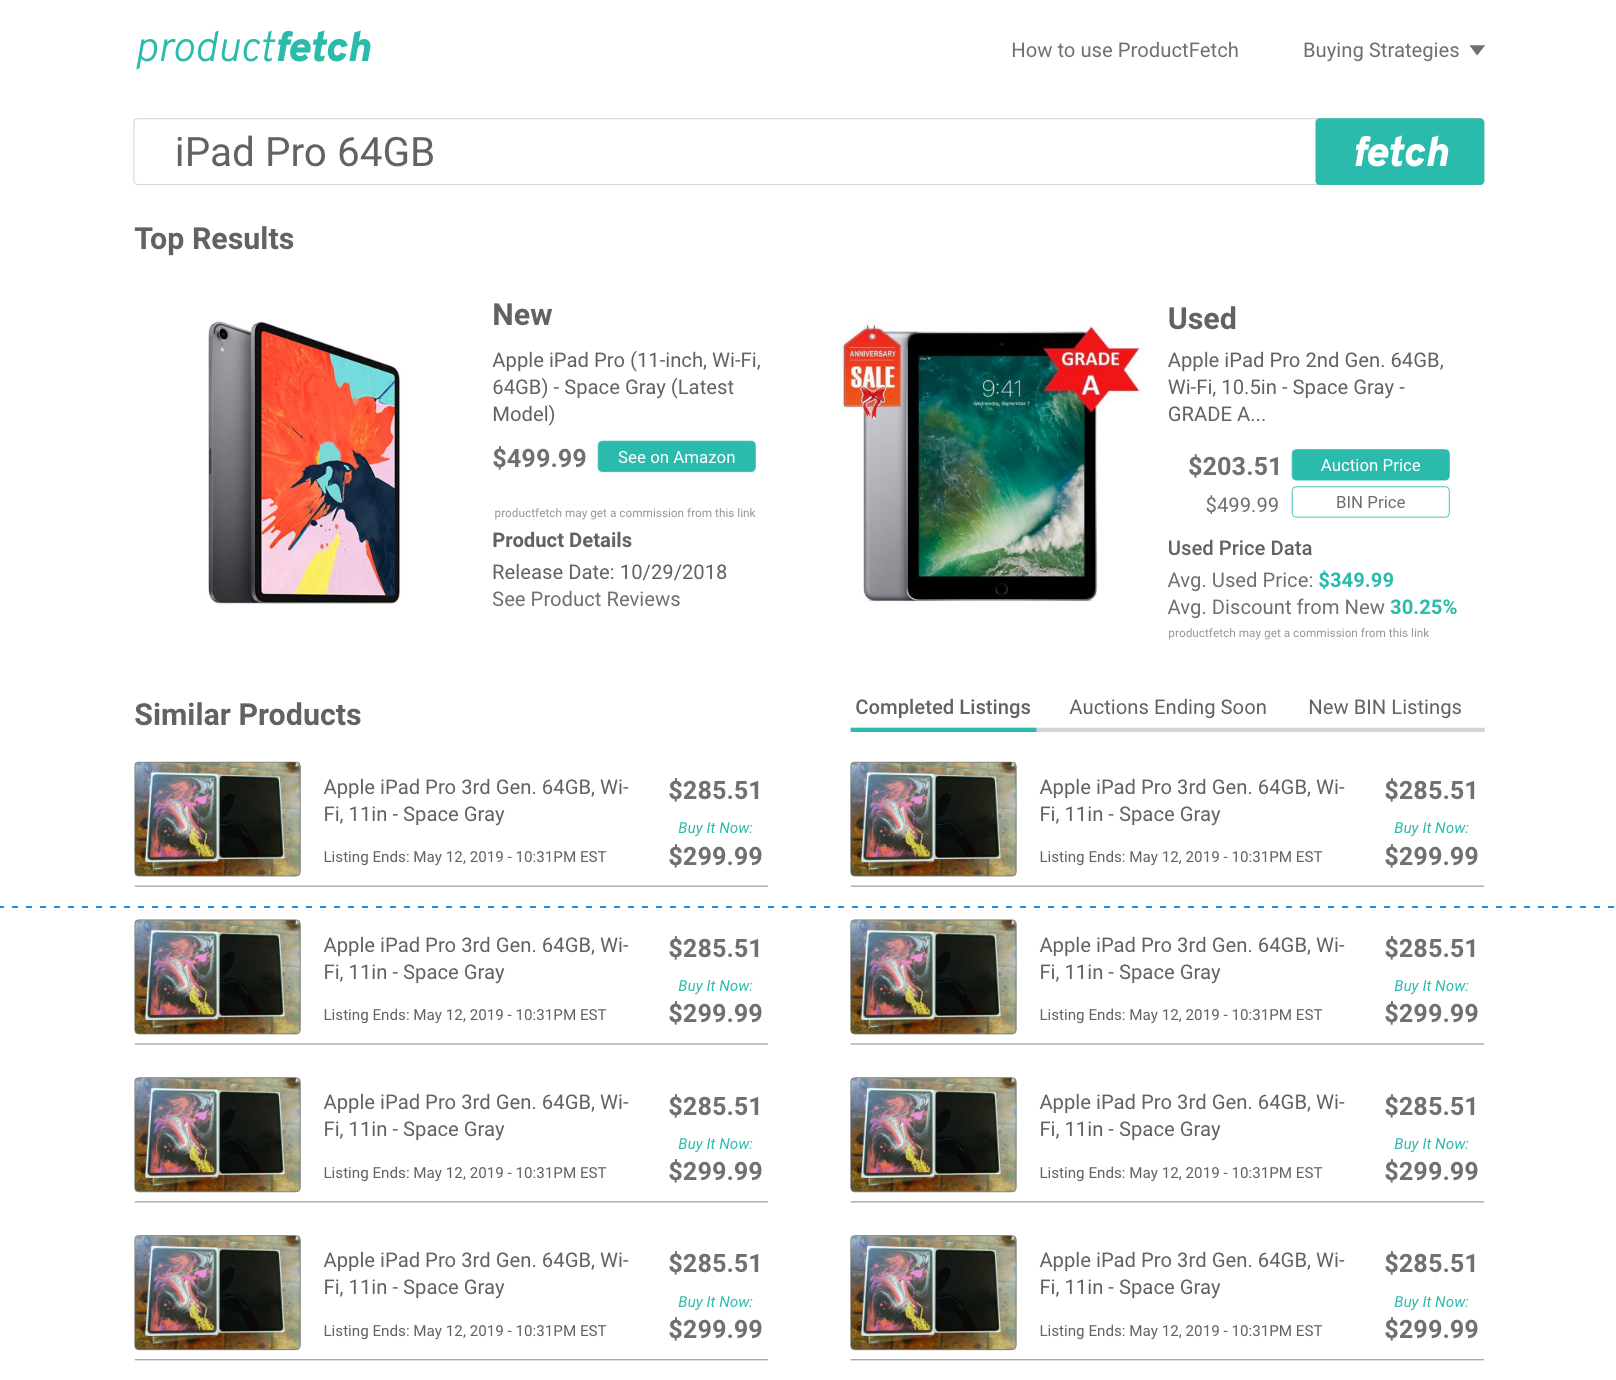 productfetch
How to use ProductFetch
Buying Strategies
iPad Pro 64GB
fetch
Top Results
New
Apple iPad Pro (11-inch, Wi-Fi,
64GB) - Space Gray (Latest
Model)
$499.99 See on Amazon
productfetch may get a commission from this link
Product Details
Release Date: 10/29/2018
See Product Reviews
ANNIVERSARY
SALE
GRADE
A
9:41
Wednesday, September 7
Used
Apple iPad Pro 2nd Gen. 64GB,
Wi-Fi, 10.5in - Space Gray -
GRADE A...
$203.51 Auction Price
$499.99 BIN Price
Used Price Data
Avg. Used Price: $349.99
Avg. Discount from New 30.25%
productfetch may get a commission from this link
Similar Products
Apple iPad Pro 3rd Gen. 64GB, Wi-
Fi, 11in - Space Gray
Listing Ends: May 12, 2019 - 10:31PM EST
$285.51
Buy It Now:
$299.99
Apple iPad Pro 3rd Gen. 64GB, Wi-
Fi, 11in - Space Gray
Listing Ends: May 12, 2019 - 10:31PM EST
$285.51
Buy It Now:
$299.99
Apple iPad Pro 3rd Gen. 64GB, Wi-
Fi, 11in - Space Gray
Listing Ends: May 12, 2019 - 10:31PM EST
$285.51
Buy It Now:
$299.99
Apple iPad Pro 3rd Gen. 64GB, Wi-
Fi, 11in - Space Gray
Listing Ends: May 12, 2019 - 10:31PM EST
$285.51
Buy It Now:
$299.99
Completed Listings
Auctions Ending Soon
New BIN Listings
Apple iPad Pro 3rd Gen. 64GB, Wi-
Fi, 11in - Space Gray
Listing Ends: May 12, 2019 - 10:31PM EST
$285.51
Buy It Now:
$299.99
Apple iPad Pro 3rd Gen. 64GB, Wi-
Fi, 11in - Space Gray
Listing Ends: May 12, 2019 - 10:31PM EST
$285.51
Buy It Now:
$299.99
Apple iPad Pro 3rd Gen. 64GB, Wi-
Fi, 11in - Space Gray
Listing Ends: May 12, 2019 - 10:31PM EST
$285.51
Buy It Now:
$299.99
Apple iPad Pro 3rd Gen. 64GB, Wi-
Fi, 11in - Space Gray
Listing Ends: May 12, 2019 - 10:31PM EST
$285.51
Buy It Now:
$299.99